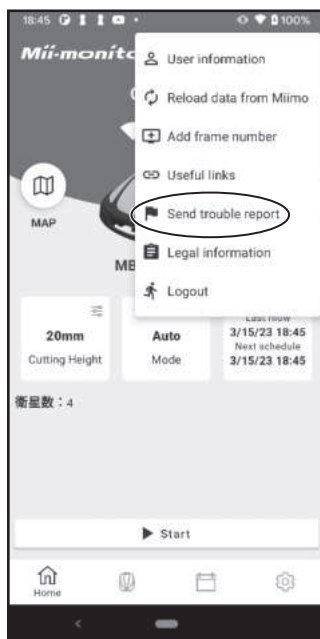 18:45
100%
Mii-monito
User information
Reload data from Miimo
Add frame number
Useful links
Send trouble report
Legal information
Logout
MAP
MB
20mm
Cutting Height
Auto
Mode
Last mow
3/15/23 18:45
Next schedule
3/15/23 18:45
衛星数：4
Start
Home